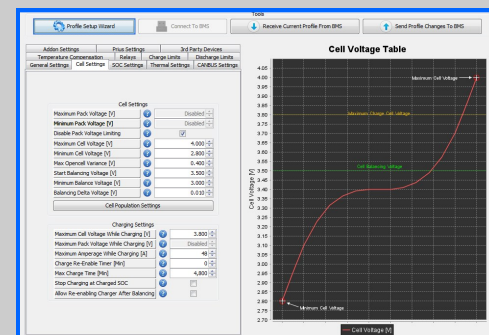 Tools
Profile Setup Wizard
Connect To BMS
Receive Current Profile From BMS
Send Profile Changes To BMS
Addon Settings
Prius Settings
3rd Party Devices
Temperature Compensation
Relays
Charge Limits
Discharge Limits
General Settings
Cell Settings
SOC Settings
Thermal Settings
CANBUS Settings
Cell Settings
Maximum Pack Voltage [V] Disabled
Minimum Pack Voltage [V] Disabled
Disable Pack Voltage Limiting
Maximum Cell Voltage [V] 4.000
Minimum Cell Voltage [V] 2.800
Max Opencell Variance [V] 0.400
Start Balancing Voltage [V] 3.500
Minimum Balance Voltage [V] 3.000
Balancing Delta Voltage [V] 0.010
Cell Population Settings
Charging Settings
Maximum Cell Voltage While Charging [V] 3.800
Maximum Pack Voltage While Charging [V] Disabled
Maximum Amperage While Charging [A] 48
Charge Re-Enable Timer [Min] 0
Max Charge Time [Min] 4,800
Stop Charging at Charged SOC
Allow Re-enabling Charger After Balancing
Cell Voltage Table
Cell Voltage [V]
4.05
4.00
3.95
3.90
3.85
3.80
3.75
3.70
3.65
3.60
3.55
3.50
3.45
3.40
3.35
3.30
3.25
3.20
3.15
3.10
3.05
3.00
2.95
2.90
2.85
2.80
2.75
2.70
Maximum Cell Voltage
Maximum Charge Cell Voltage
Cell Balancing Voltage
Minimum Cell Voltage
Cell Voltage [V]